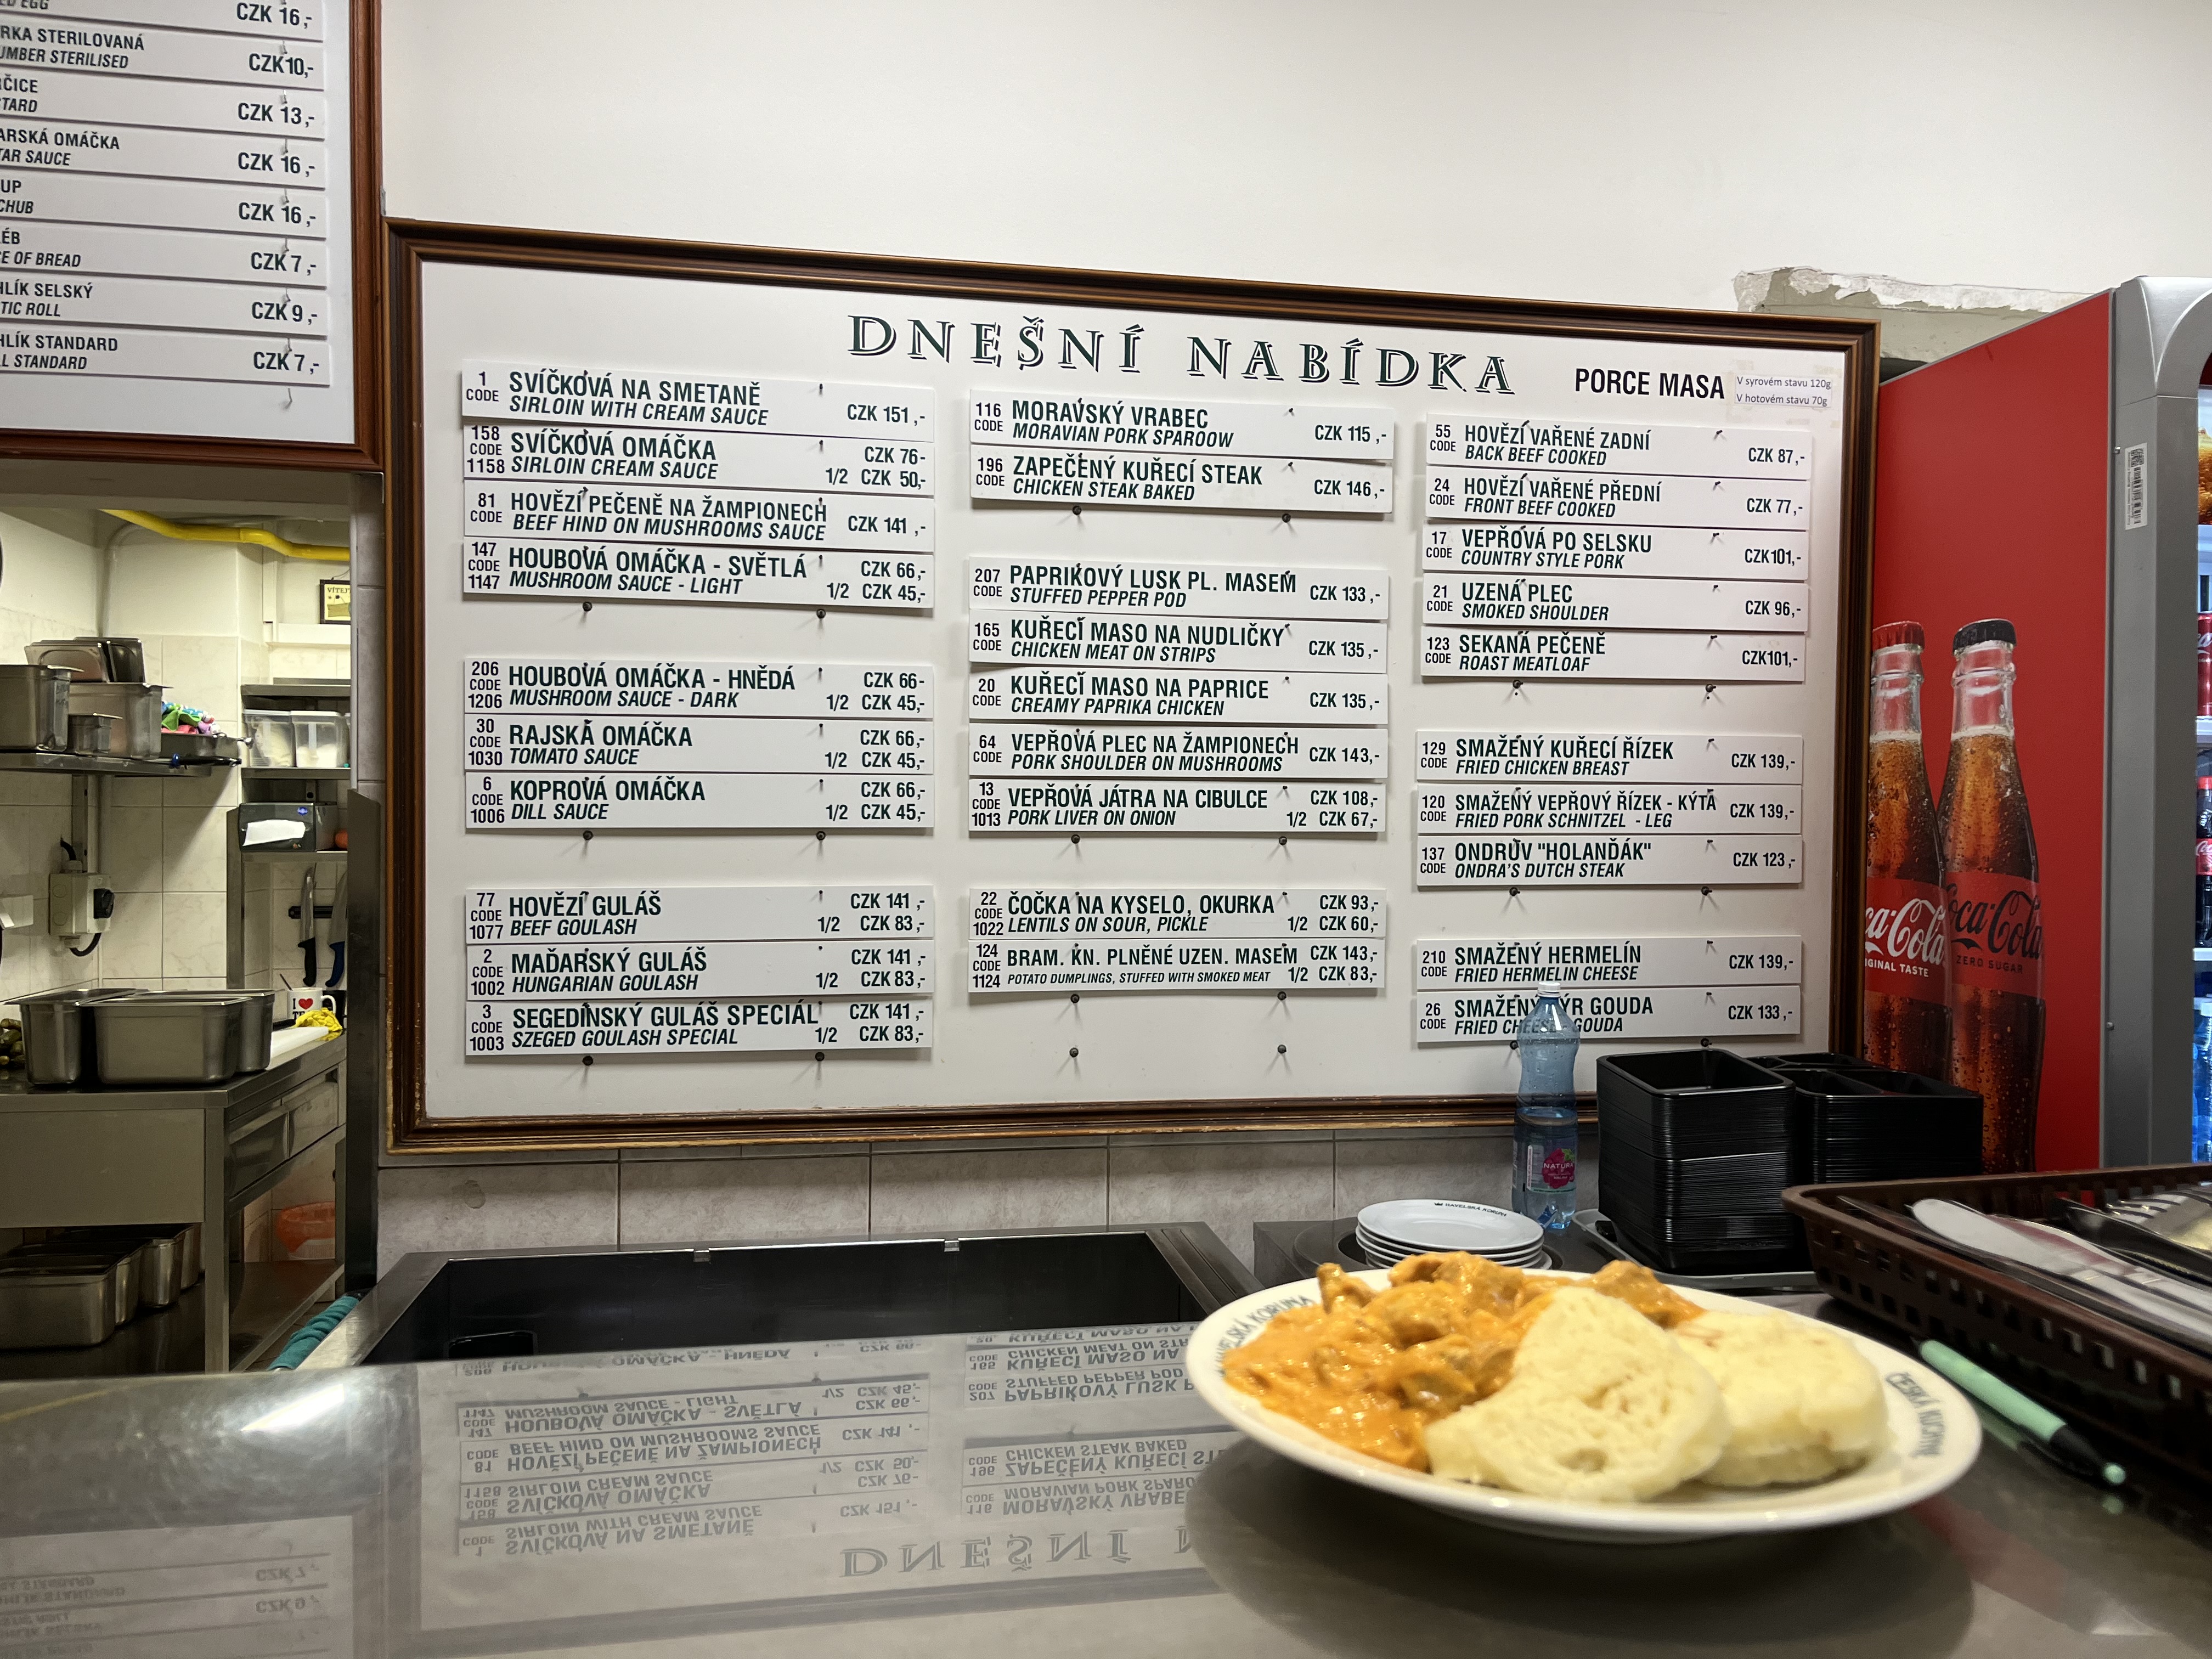 CZK 16,-
STERILOVANÁ
STERILISED
CZK10,-
CZK 13,-
OMÁČKA
SAUCE
CZK 16,-
CZK 16,-
OF BREAD
CZK 7,-
SELSKÝ
ROLL
CZK 9,-
STANDARD
STANDARD
CZK 7,-
DNEŠNÍ NABÍDKA
PORCE MASA
V syrovém stavu 120g
V hotovém stavu 70g
1 CODE
SVÍČKOVÁ NA SMETANĚ
SIRLOIN WITH CREAM SAUCE
CZK 151,-
158 CODE 1158
SVÍČKOVÁ OMÁČKA CZK 76-
SIRLOIN CREAM SAUCE 1/2 CZK 50,-
81 CODE
HOVĚZÍ PEČENĚ NA ŽAMPIONECH
BEEF HIND ON MUSHROOMS SAUCE
CZK 141 ,-
147 CODE 1147
HOUBOVÁ OMÁČKA - SVĚTLÁ CZK 66,-
MUSHROOM SAUCE - LIGHT 1/2 CZK 45,-
206 CODE 1206
HOUBOVÁ OMÁČKA - HNĚDÁ CZK 66-
MUSHROOM SAUCE - DARK 1/2 CZK 45,-
30 CODE 1030
RAJSKÁ OMÁČKA CZK 66,-
TOMATO SAUCE 1/2 CZK 45,-
6 CODE 1006
KOPROVÁ OMÁČKA CZK 66,-
DILL SAUCE 1/2 CZK 45,-
77 CODE 1077
HOVĚZÍ GULÁŠ CZK 141 ,-
BEEF GOULASH 1/2 CZK 83,-
2 CODE 1002
MAĎARSKÝ GULÁŠ CZK 141 ,-
HUNGARIAN GOULASH 1/2 CZK 83,-
3 CODE 1003
SEGEDÍNSKÝ GULÁŠ SPECIÁL CZK 141 ,-
SZEGED GOULASH SPECIAL 1/2 CZK 83,-
116 CODE
MORAVSKÝ VRABEC
MORAVIAN PORK SPAROOW
CZK 115 ,-
196 CODE
ZAPEČENÝ KUŘECÍ STEAK
CHICKEN STEAK BAKED
CZK 146,-
207 CODE
PAPRIKOVÝ LUSK PL. MASEM
STUFFED PEPPER POD
CZK 133 ,-
165 CODE
KUŘECÍ MASO NA NUDLIČKY
CHICKEN MEAT ON STRIPS
CZK 135,-
20 CODE
KUŘECÍ MASO NA PAPRICE
CREAMY PAPRIKA CHICKEN
CZK 135,-
64 CODE
VEPŘOVÁ PLEC NA ŽAMPIONECH
PORK SHOULDER ON MUSHROOMS
CZK 143,-
13 CODE 1013
VEPŘOVÁ JÁTRA NA CIBULCE CZK 108,-
PORK LIVER ON ONION 1/2 CZK 67,-
22 CODE 1022
ČOČKA NA KYSELO, OKURKA CZK 93,-
LENTILS ON SOUR, PICKLE 1/2 CZK 60,-
124 CODE 1124
BRAM. KN. PLNĚNÉ UZEN. MASEM CZK 143,-
POTATO DUMPLINGS, STUFFED WITH SMOKED MEAT 1/2 CZK 83,-
55 CODE
HOVĚZÍ VAŘENÉ ZADNÍ
BACK BEEF COOKED
CZK 87,-
24 CODE
HOVĚZÍ VAŘENÉ PŘEDNÍ
FRONT BEEF COOKED
CZK 77,-
17 CODE
VEPŘOVÁ PO SELSKU
COUNTRY STYLE PORK
CZK101,-
21 CODE
UZENÁ PLEC
SMOKED SHOULDER
CZK 96,-
123 CODE
SEKANÁ PEČENĚ
ROAST MEATLOAF
CZK101,-
129 CODE
SMAŽENÝ KUŘECÍ ŘÍZEK
FRIED CHICKEN BREAST
CZK 139,-
120 CODE
SMAŽENÝ VEPŘOVÝ ŘÍZEK - KÝTA
FRIED PORK SCHNITZEL - LEG
CZK 139,-
137 CODE
ONDRŮV "HOLANĎÁK"
ONDRA'S DUTCH STEAK
CZK 123 ,-
210 CODE
SMAŽENÝ HERMELÍN
FRIED HERMELIN CHEESE
CZK 139,-
26 CODE
SMAŽENÝ SÝR GOUDA
FRIED CHEESE GOUDA
CZK 133 ,-
Coca-Cola
ORIGINAL TASTE
Coca-Cola
ZERO SUGAR
NATURA
HAVELSKÁ KORUNA
HAVELSKÁ KORUNA
ČESKÁ KUCHYNĚ